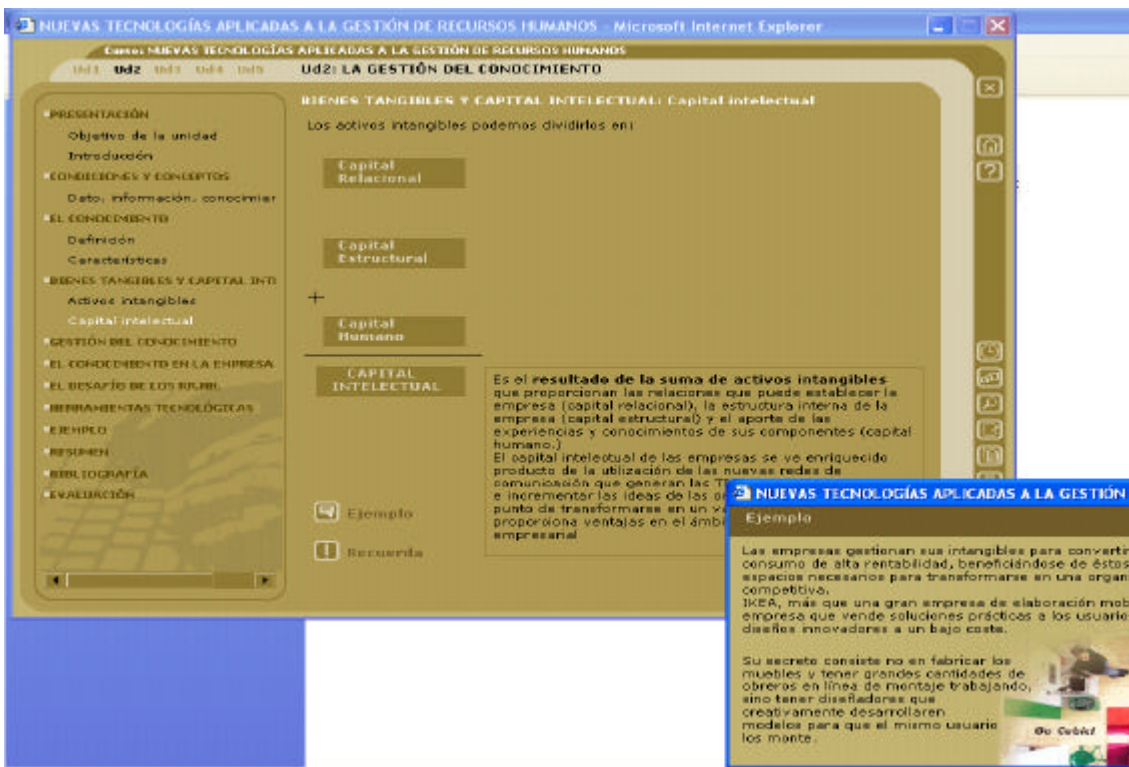 NUEVAS TECNOLOGÍAS APLICADAS A LA GESTIÓN DE RECURSOS HUMANOS - Microsoft Internet Explorer
Curso: NUEVAS TECNOLOGÍAS APLICADAS A LA GESTIÓN DE RECURSOS HUMANOS
Ud1 Ud2 Ud3 Ud4 Ud5
Ud2: LA GESTIÓN DEL CONOCIMIENTO
PRESENTACIÓN
Objetivo de la unidad
Introducción
CONDICIONES Y CONCEPTOS
Dato, información, conocimier
EL CONOCIMIENTO
Definición
Características
BIENES TANGIBLES Y CAPITAL INTI
Activos intangibles
Capital intelectual
GESTIÓN DEL CONOCIMIENTO
EL CONOCIMIENTO EN LA EMPRESA
EL DESAFÍO DE LOS RR.HH.
HERRAMIENTAS TECNOLÓGICAS
EJEMPLO
RESUMEN
BIBLIOGRAFÍA
EVALUACIÓN
BIENES TANGIBLES Y CAPITAL INTELECTUAL: Capital intelectual
Los activos intangibles podemos dividirlos en:
Capital
Relacional
Capital
Estructural
+
Capital
Humano
CAPITAL
INTELECTUAL
Es el resultado de la suma de activos intangibles
que proporcionan las relaciones que puede establecer la
empresa (capital relacional), la estructura interna de la
empresa (capital estructural) y el aporte de las
experiencias y conocimientos de sus componentes (capital
humano.)
El capital intelectual de las empresas se ve enriquecido
producto de la utilización de las nuevas redes de
comunicación que generan las
e incrementar las ideas de las
punto de transformarse en un
proporciona ventajas en el
empresarial
Ejemplo
Recuerda
NUEVAS TECNOLOGÍAS APLICADAS A LA GESTIÓN
Ejemplo
Las empresas gestionan sus intangibles para convertir
consumo de alta rentabilidad, beneficiándose de éstos
espacios necesarios para transformarse en una organ
competitiva.
IKEA, más que una gran empresa de elaboración mob
empresa que vende soluciones prácticas a los usuario
diseños innovadores a un bajo coste.
Su secreto consiste no en fabricar los
muebles y tener grandes cantidades de
obreros en línea de montaje trabajando,
sino tener diseñadores que
creativamente desarrollaren
modelos para que el mismo usuario
los monte.